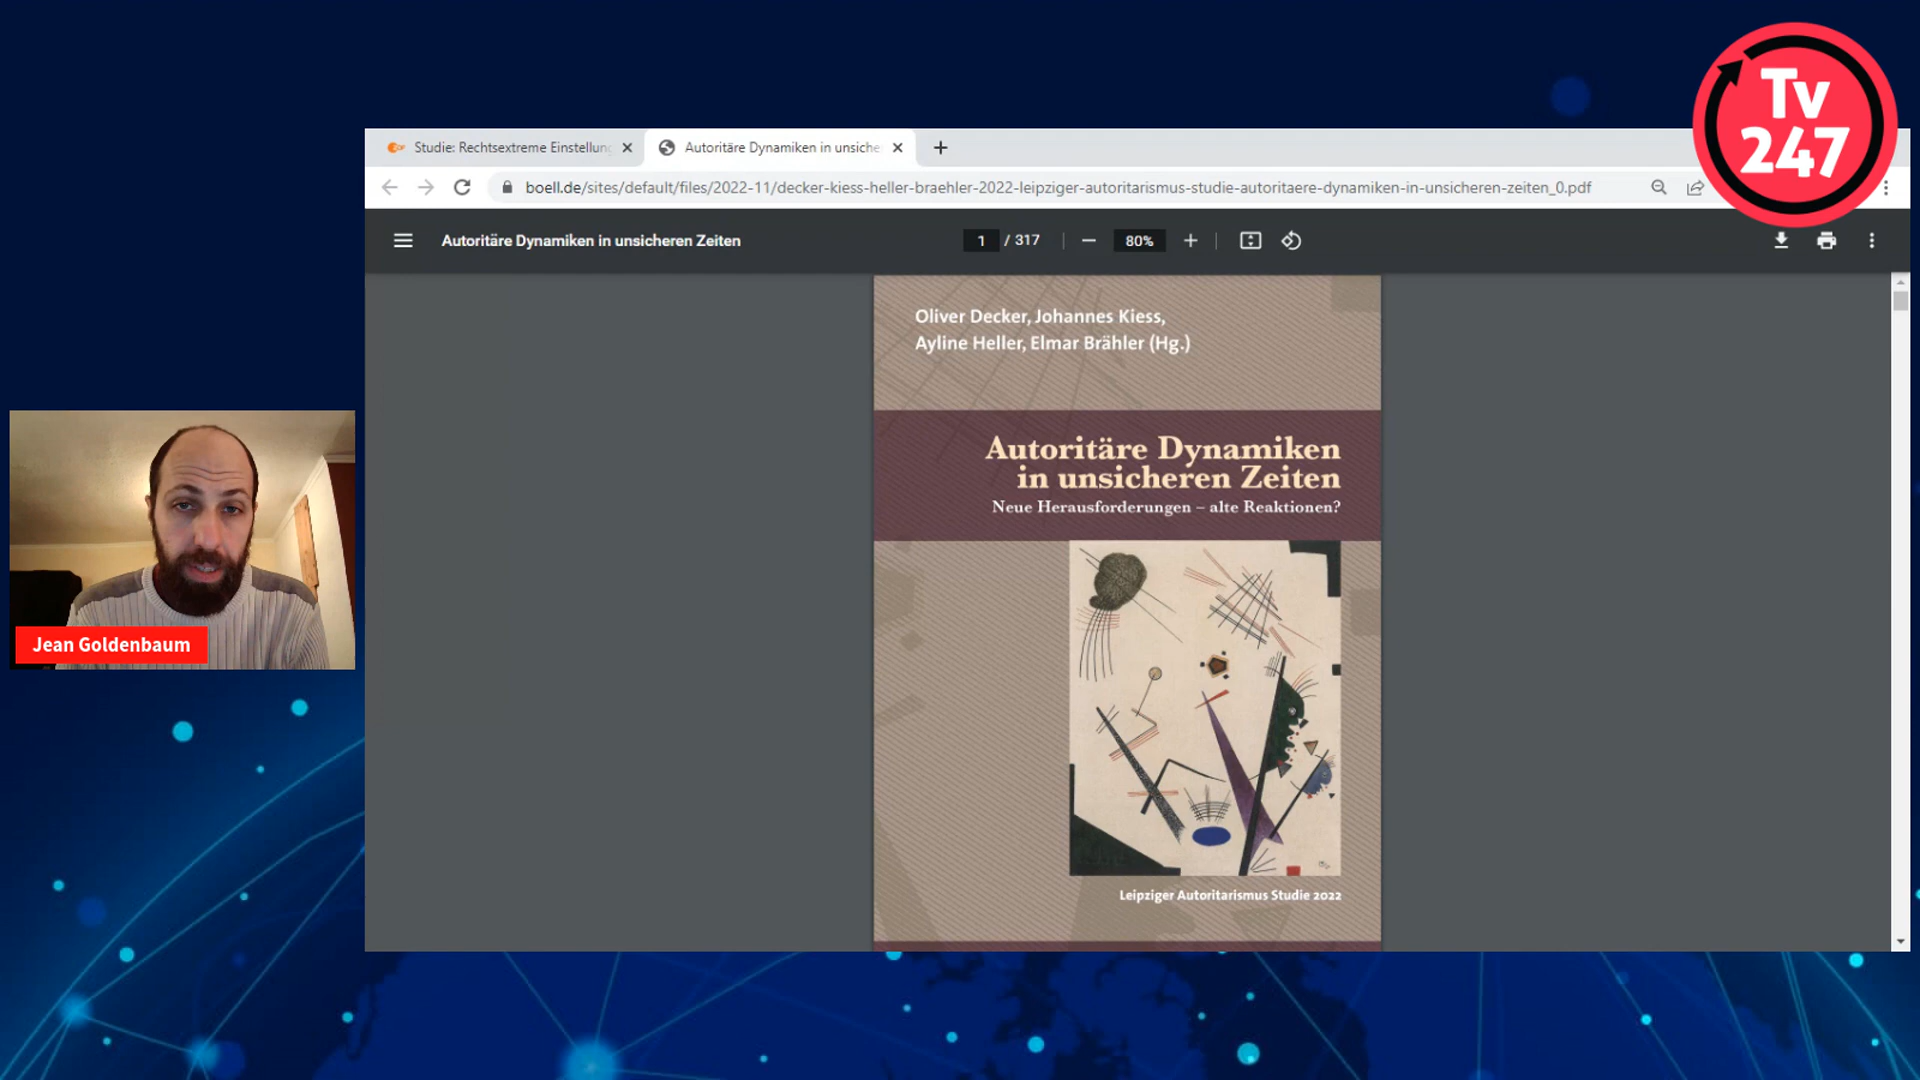 Tv
247
Studie: Rechtsextreme Einstellung
Autoritäre Dynamiken in unsiche
boell.de/sites/default/files/2022-11/decker-kiess-heller-braehler-2022-leipziger-autoritarismus-studie-autoritaere-dynamiken-in-unsicheren-zeiten_0.pdf
Autoritäre Dynamiken in unsicheren Zeiten
1 / 317
80%
Oliver Decker, Johannes Kiess,
Ayline Heller, Elmar Brähler (Hg.)
Autoritäre Dynamiken
in unsicheren Zeiten
Neue Herausforderungen – alte Reaktionen?
Leipziger Autoritarismus Studie 2022
Jean Goldenbaum